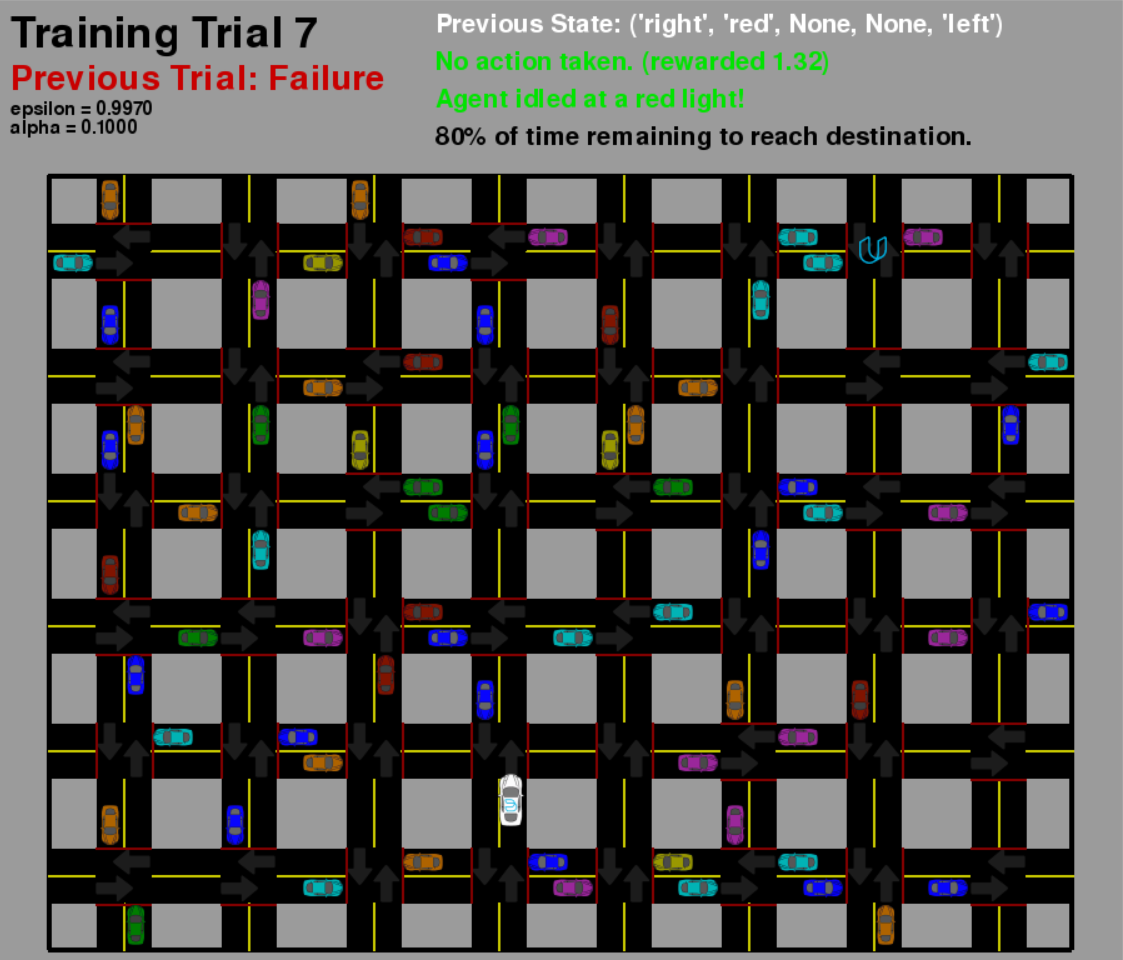 Training Trial 7
Previous Trial: Failure
epsilon = 0.9970
alpha = 0.1000
Previous State: ('right', 'red', None, None, 'left')
No action taken. (rewarded 1.32)
Agent idled at a red light!
80% of time remaining to reach destination.